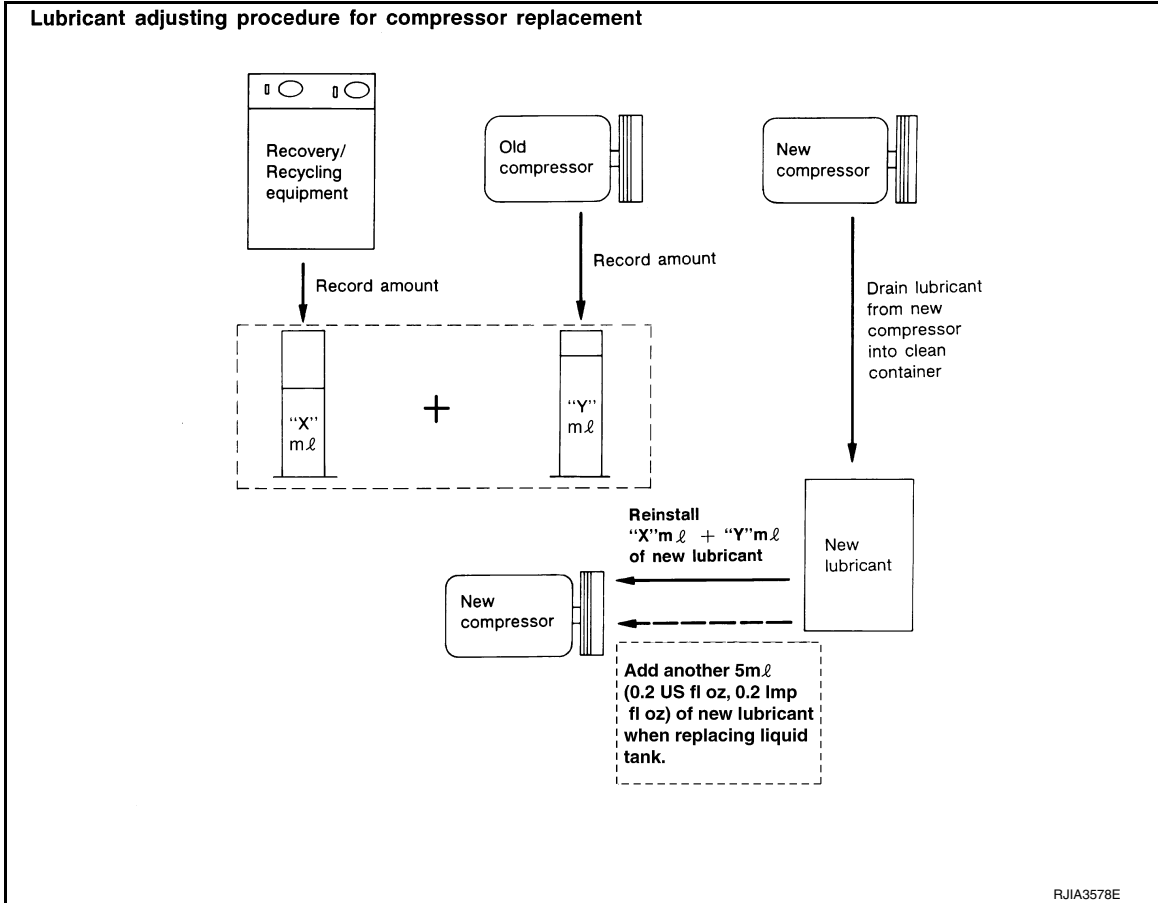 Lubricant adjusting procedure for compressor replacement
Recovery/
Recycling
equipment
Old
compressor
New
compressor
Record amount
Record amount
Drain lubricant
from new
compressor
into clean
container
“X”
mℓ
+
“Y”
mℓ
Reinstall
“X”mℓ + “Y”mℓ
of new lubricant
New
lubricant
New
compressor
Add another 5mℓ
(0.2 US fl oz, 0.2 Imp
fl oz) of new lubricant
when replacing liquid
tank.
RJIA3578E